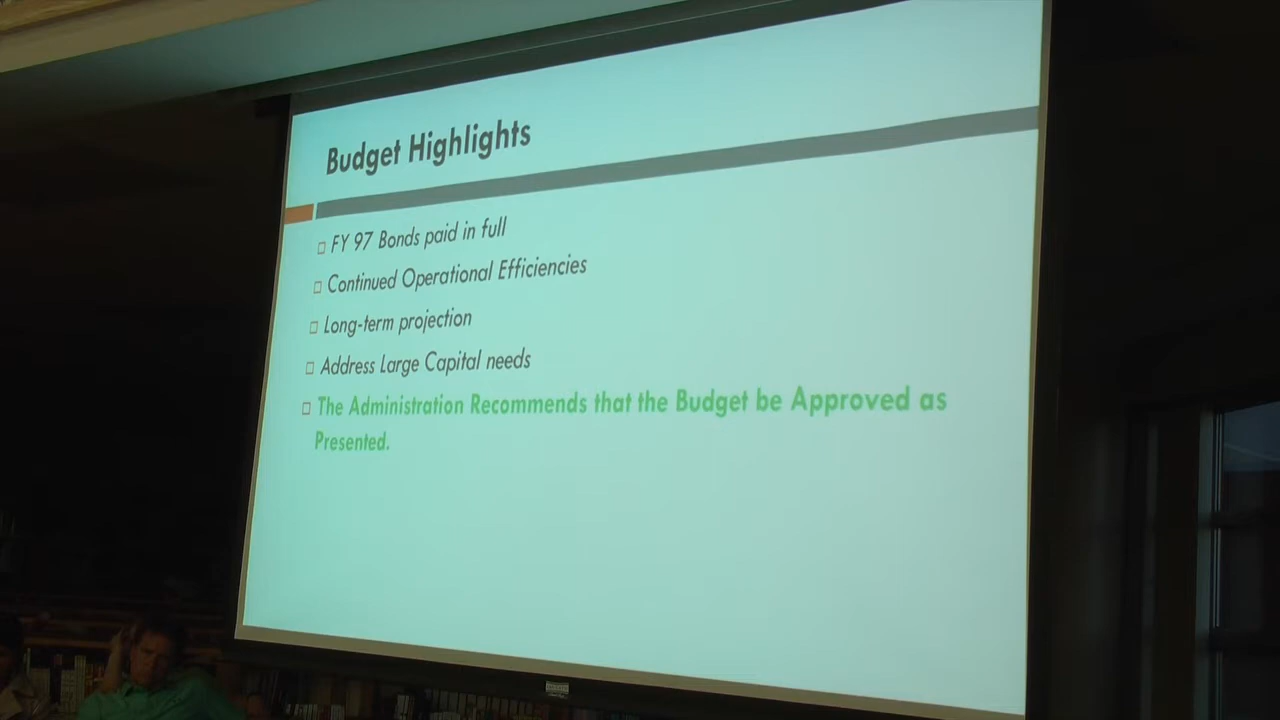 Budget Highlights
FY 97 Bonds paid in full
Continued Operational Efficiencies
Long-term projection
Address Large Capital needs
The Administration Recommends that the Budget be Approved as
Presented.